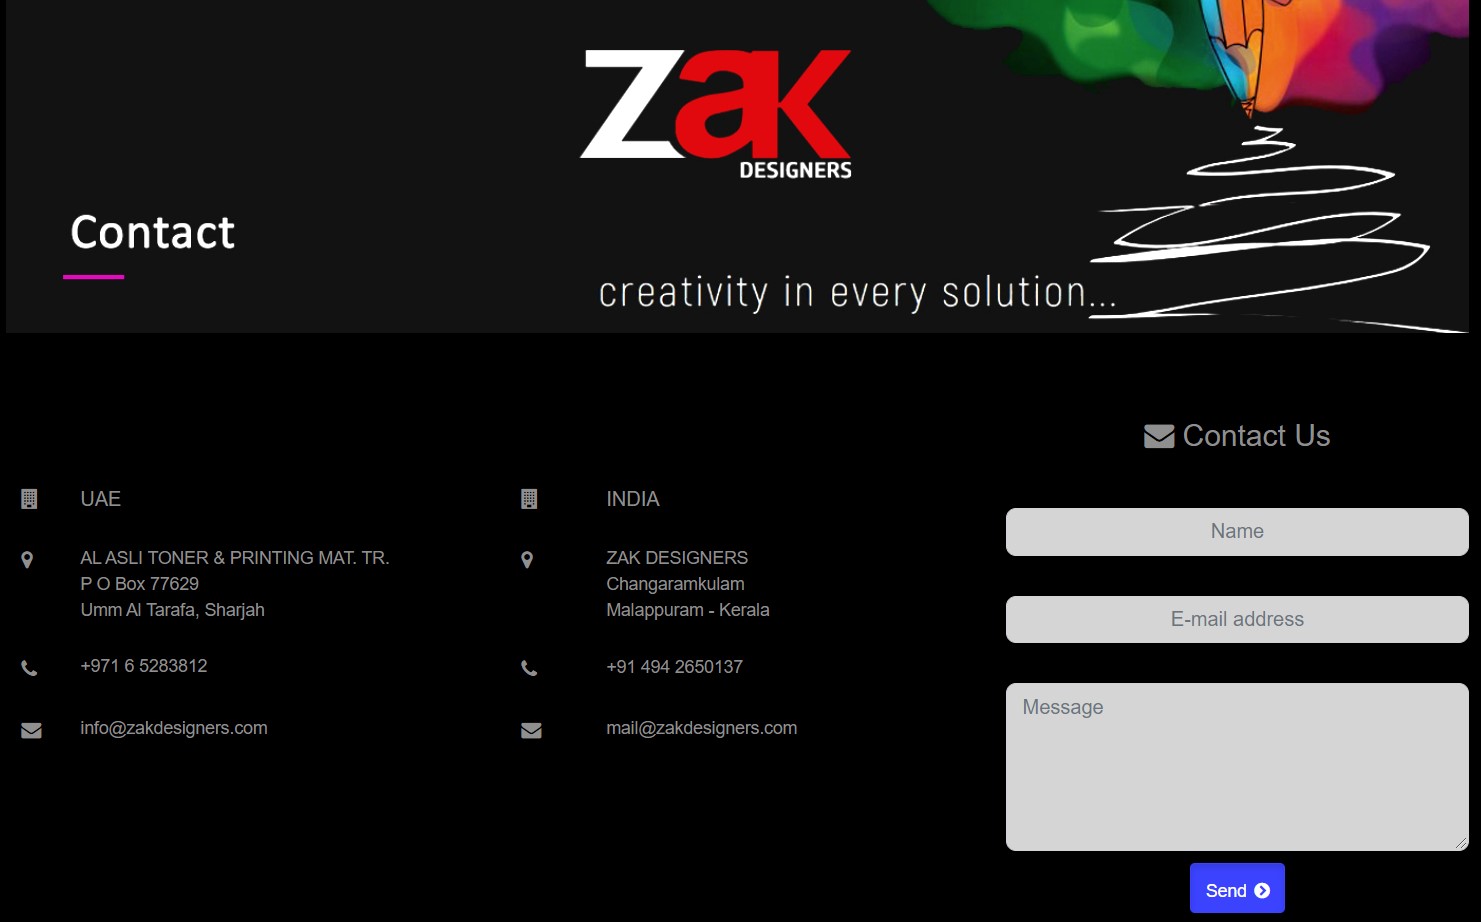 Zak
DESIGNERS
Contact
creativity in every solution...
Contact Us
UAE
AL ASLI TONER & PRINTING MAT. TR.
P O Box 77629
Umm Al Tarafa, Sharjah
+971 6 5283812
info@zakdesigners.com
INDIA
ZAK DESIGNERS
Changaramkulam
Malappuram - Kerala
+91 494 2650137
mail@zakdesigners.com
Name
E-mail address
Message
Send